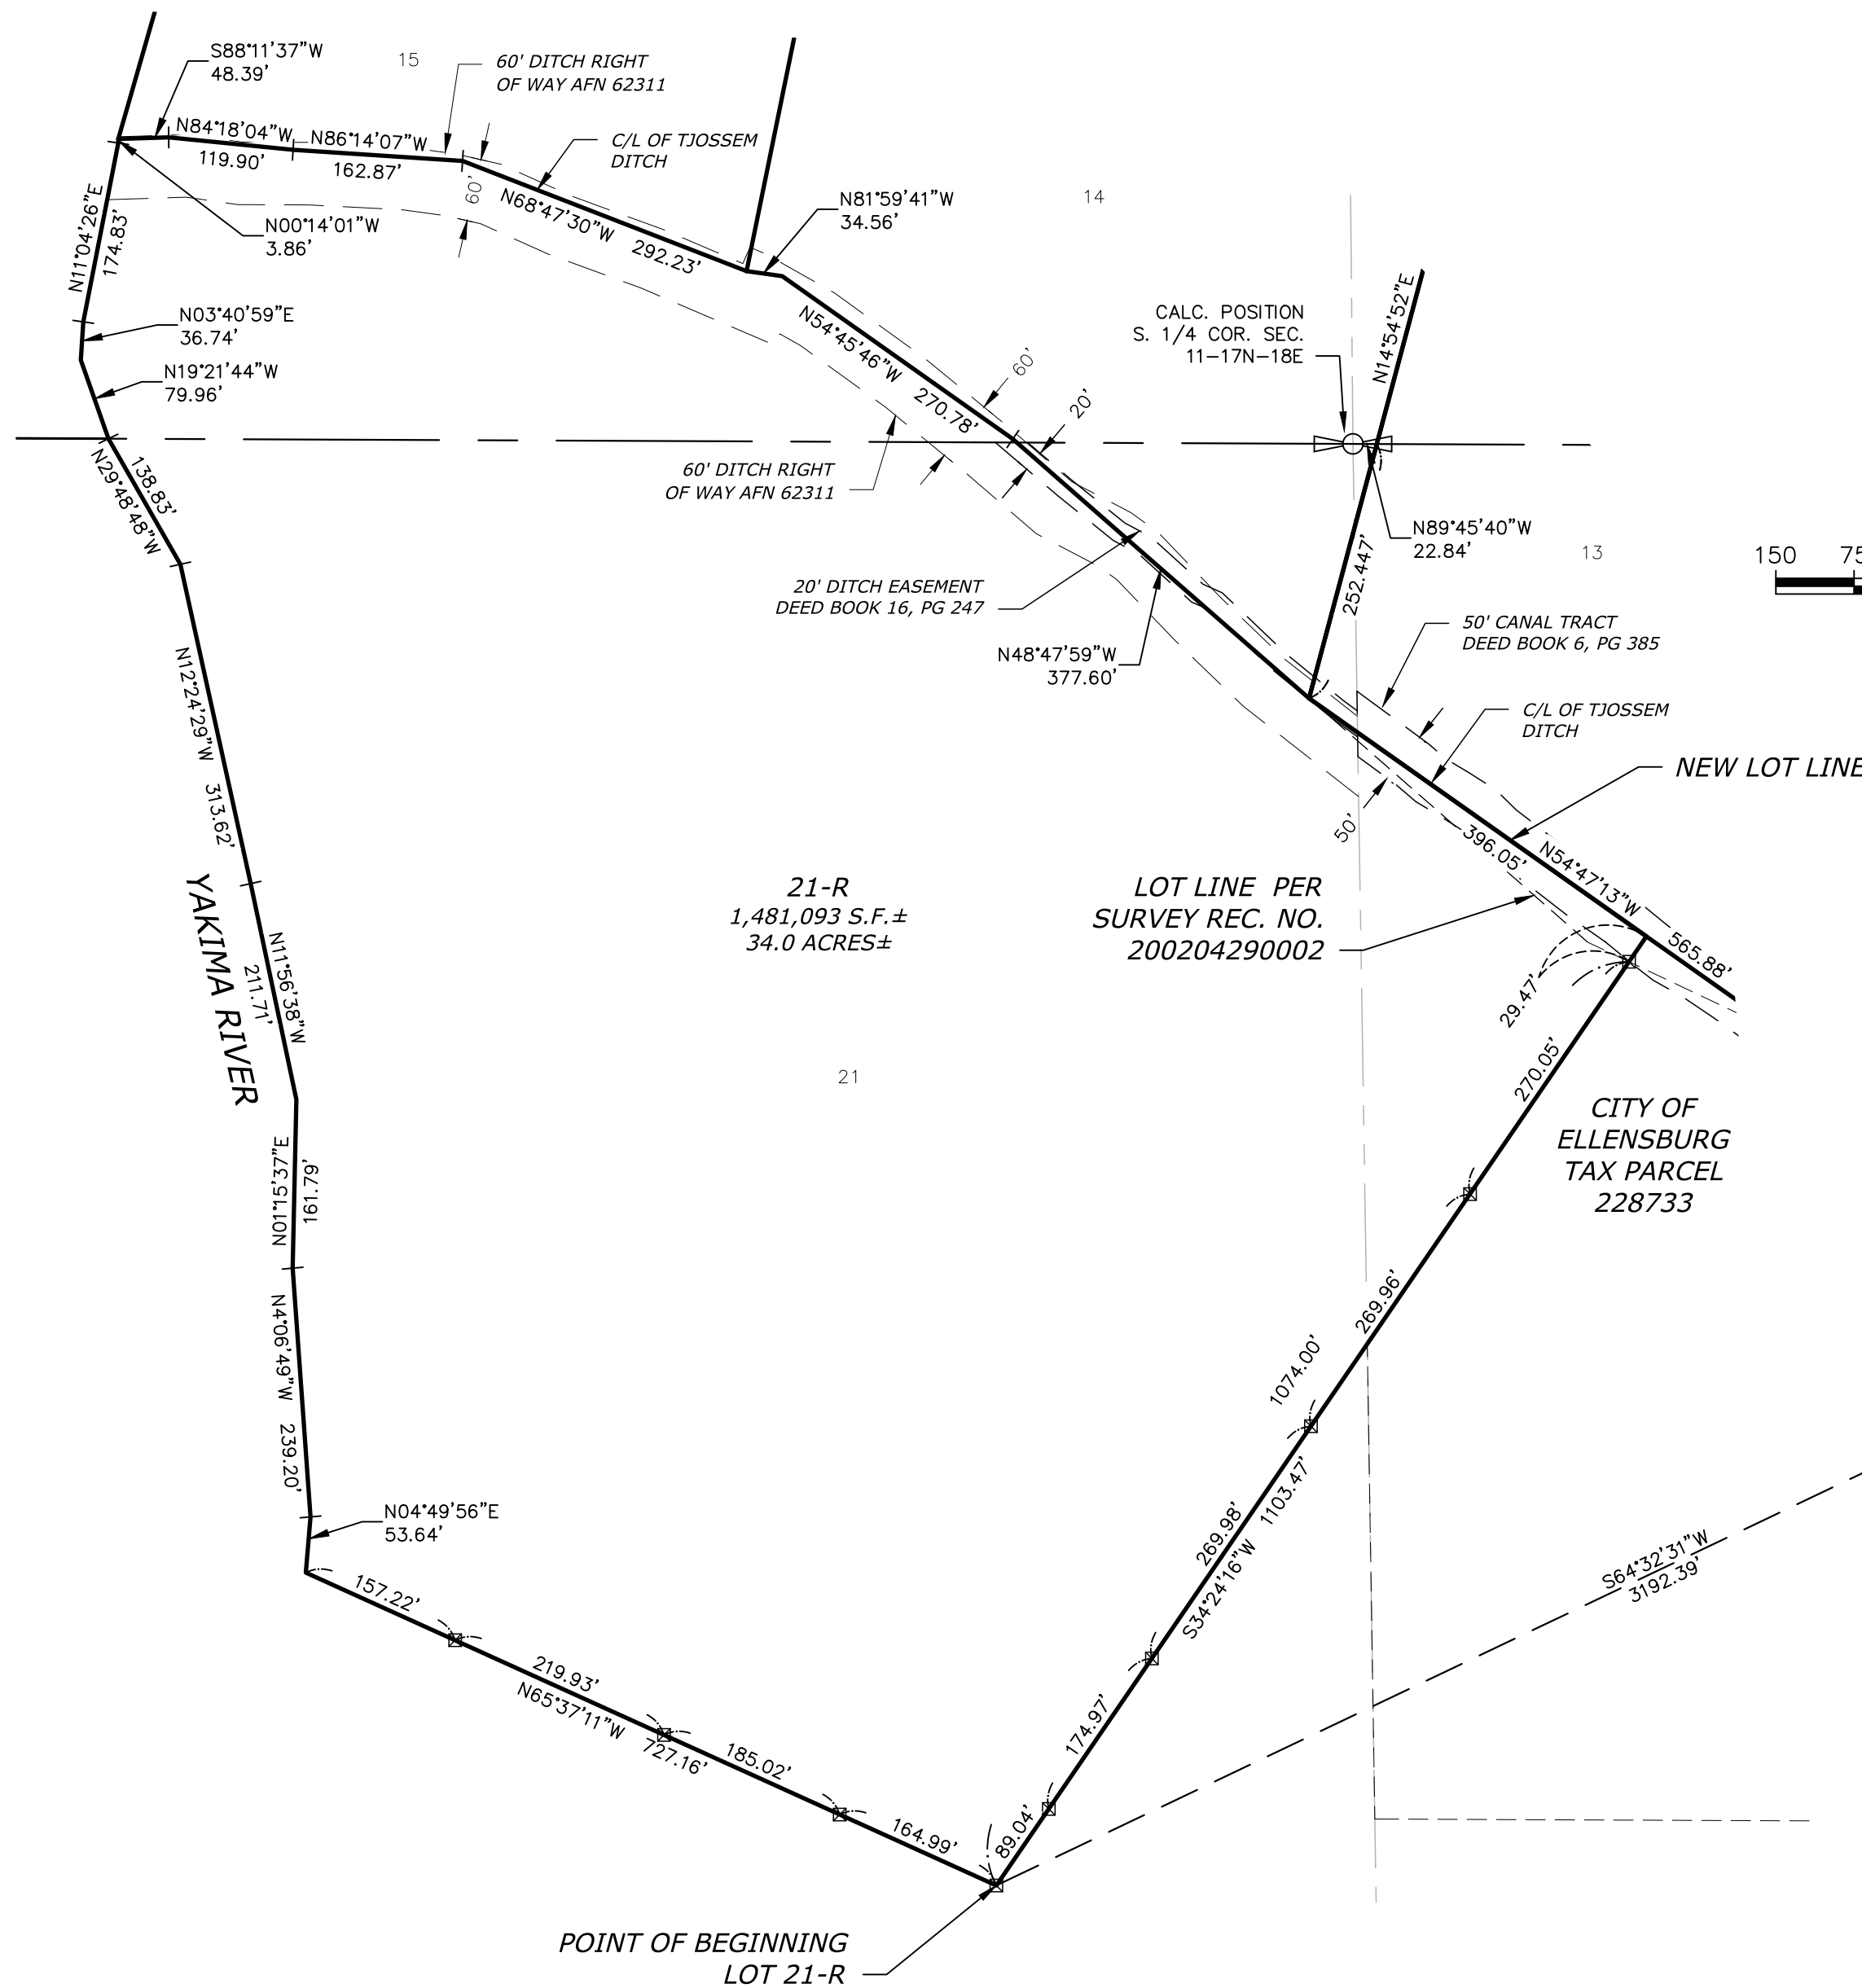 S88°11'37"W
48.39'
15
60' DITCH RIGHT
OF WAY AFN 62311
N84°18'04"W
119.90'
N86°14'07"W
162.87'
C/L OF TJOSSEM
DITCH
60'
N68°47'30"W 292.23'
N81°59'41"W
34.56'
14
N11°04'26"E
174.83'
N00°14'01"W
3.86'
N03°40'59"E
36.74'
N19°21'44"W
79.96'
N54°45'46"W 270.78'
60'
20'
CALC. POSITION
S. 1/4 COR. SEC.
11-17N-18E
N14°54'52"E
252.447'
N89°45'40"W
22.84'
13
150 75
138.83'
N29°48'48"W
60' DITCH RIGHT
OF WAY AFN 62311
20' DITCH EASEMENT
DEED BOOK 16, PG 247
N48°47'59"W
377.60'
50' CANAL TRACT
DEED BOOK 6, PG 385
C/L OF TJOSSEM
DITCH
NEW LOT LINE
50'
396.05'
N54°47'13"W
565.88'
N12°24'29"W 313.62'
YAKIMA RIVER
21-R
1,481,093 S.F.±
34.0 ACRES±
LOT LINE PER
SURVEY REC. NO.
200204290002
29.47'
N11°56'38"W
211.71'
21
270.05'
CITY OF
ELLENSBURG
TAX PARCEL
228733
N01°15'37"E
161.79'
269.96'
1074.00'
N4°06'49"W 239.20'
269.98'
S34°24'16"W 1103.47'
N04°49'56"E
53.64'
S64°32'31"W
3192.39'
157.22'
219.93'
N65°37'11"W 727.16'
185.02'
164.99'
174.97'
89.04'
POINT OF BEGINNING
LOT 21-R